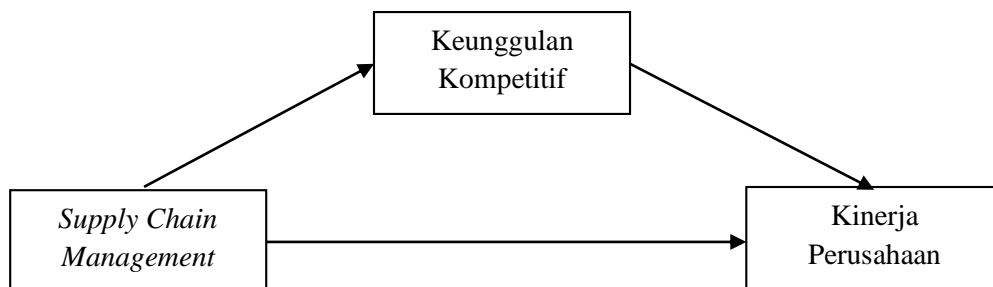 Keunggulan
Kompetitif
Supply Chain
Management
Kinerja
Perusahaan